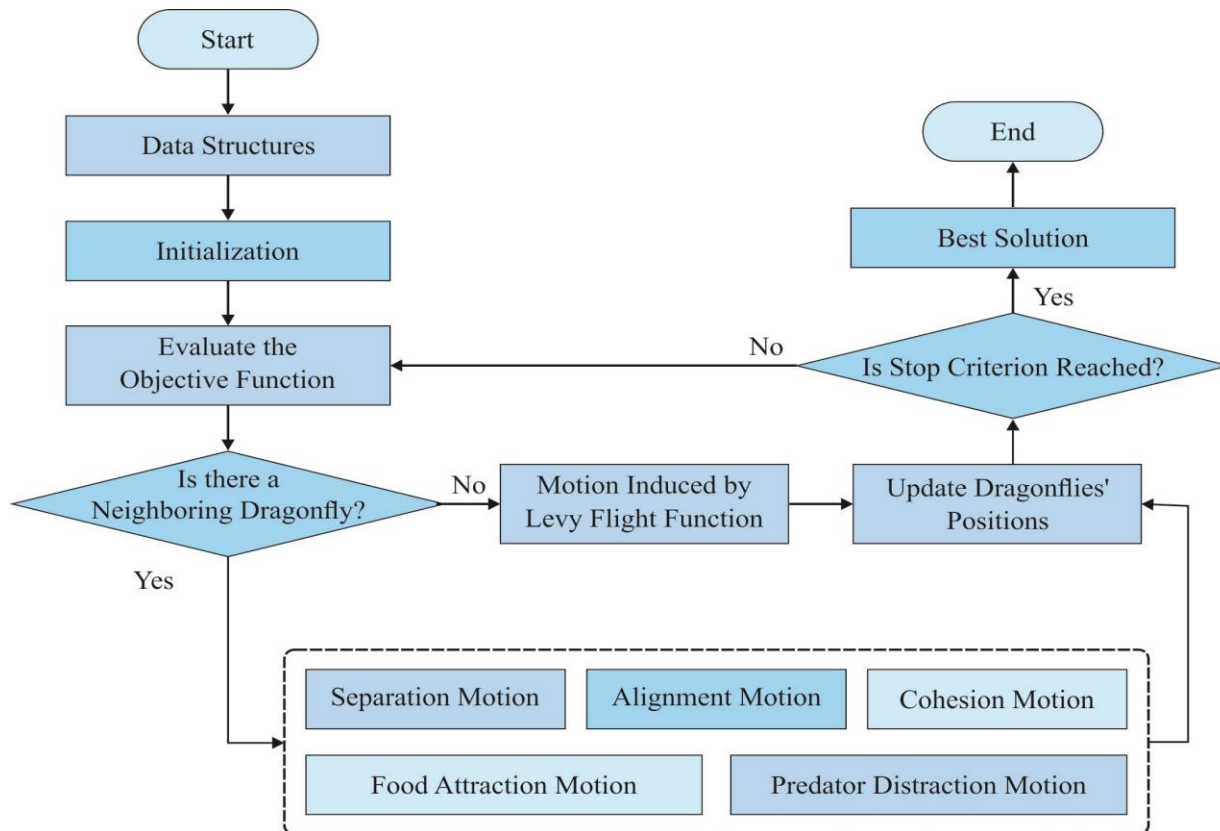 Start
Data Structures
Initialization
Evaluate the
Objective Function
Is there a
Neighboring Dragonfly?
No
Motion Induced by
Levy Flight Function
Update Dragonflies'
Positions
Is Stop Criterion Reached?
No
Yes
Best Solution
End
Yes
Separation Motion
Alignment Motion
Cohesion Motion
Food Attraction Motion
Predator Distraction Motion